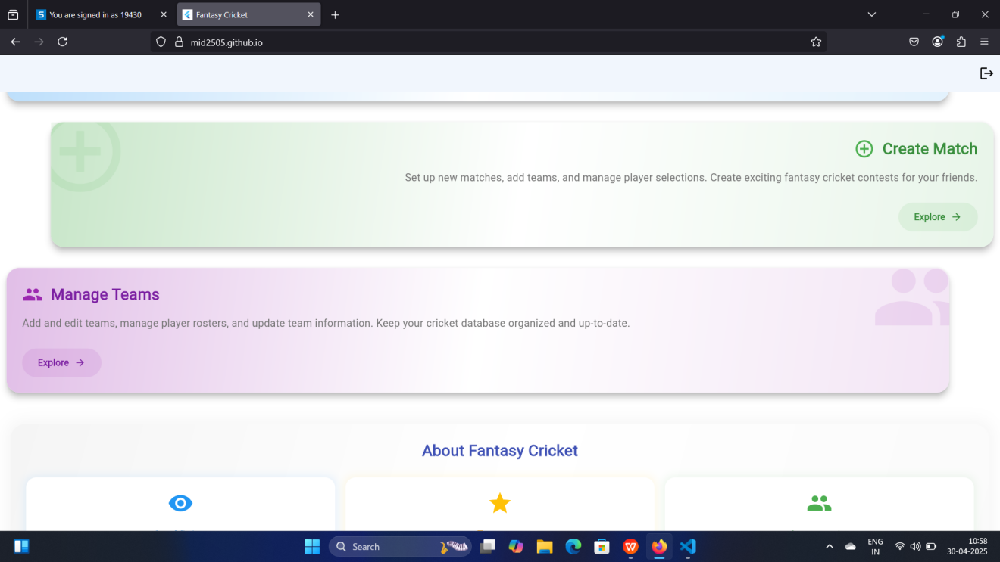 You are signed in as 19430
Fantasy Cricket
mid2505.github.io
Create Match
Set up new matches, add teams, and manage player selections. Create exciting fantasy cricket contests for your friends.
Explore
Manage Teams
Add and edit teams, manage player rosters, and update team information. Keep your cricket database organized and up-to-date.
Explore
About Fantasy Cricket
Search
ENG
IN
10:58
30-04-2025